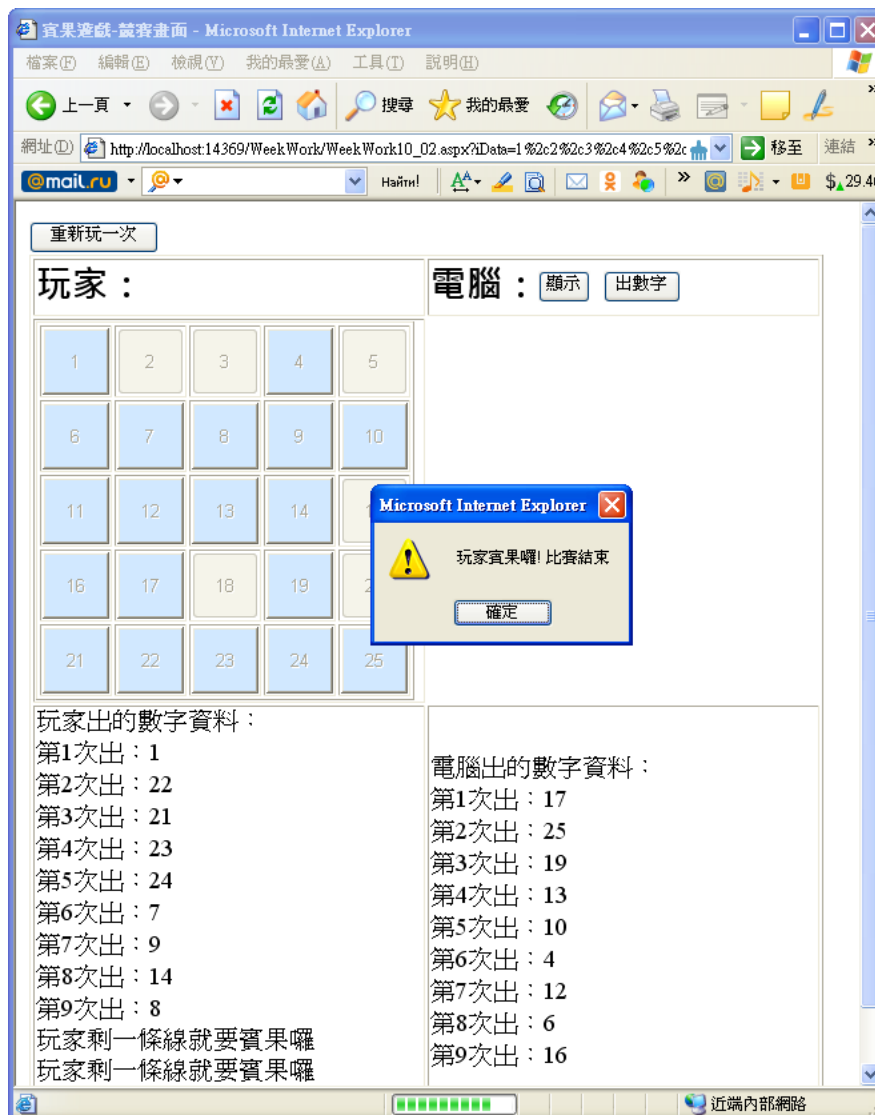 賓果遊戲-競賽畫面 - Microsoft Internet Explorer
檔案(F) 編輯(E) 檢視(V) 我的最愛(A) 工具(T) 說明(H)
上一頁 搜尋 我的最愛 »
網址(D) http://localhost:14369/WeekWork/WeekWork10_02.aspx?iData=1%2c2%2c3%2c4%2c5%2c 移至 連結 »
@mail.ru Найти! » $▲29.4
重新玩一次
玩家：
電腦： 顯示 出數字
1 2 3 4 5
6 7 8 9 10
11 12 13 14
16 17 18 19
21 22 23 24 25
Microsoft Internet Explorer
玩家賓果囉! 比賽結束
確定
玩家出的數字資料：
第1次出：1
第2次出：22
第3次出：21
第4次出：23
第5次出：24
第6次出：7
第7次出：9
第8次出：14
第9次出：8
玩家剩一條線就要賓果囉
玩家剩一條線就要賓果囉
電腦出的數字資料：
第1次出：17
第2次出：25
第3次出：19
第4次出：13
第5次出：10
第6次出：4
第7次出：12
第8次出：6
第9次出：16
近端內部網路